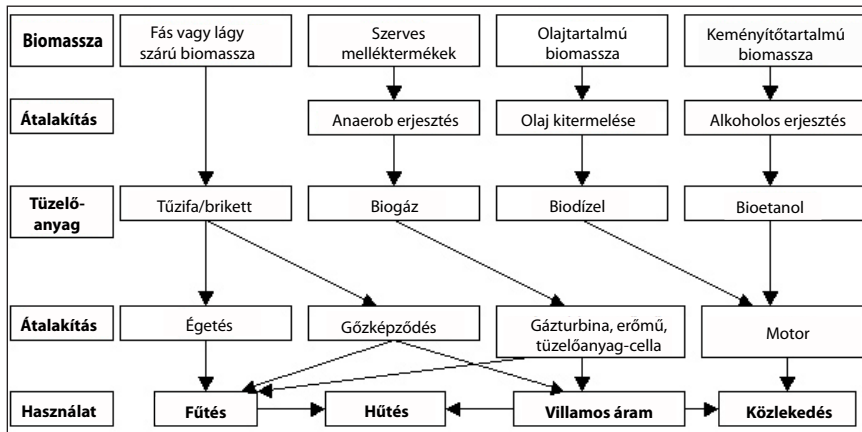 Biomassza
Fás vagy lágy
szárú biomassza
Szerves
melléktermékek
Olajtartalmú
biomassza
Keményítőtartalmú
biomassza
Átalakítás
Anaerob erjesztés
Olaj kitermelése
Alkoholos erjesztés
Tüzelő-
anyag
Tűzifa/brikett
Biogáz
Biodízel
Bioetanol
Átalakítás
Égetés
Gőzképződés
Gázturbina, erőmű,
tüzelőanyag-cella
Motor
Használat
Fűtés
Hűtés
Villamos áram
Közlekedés